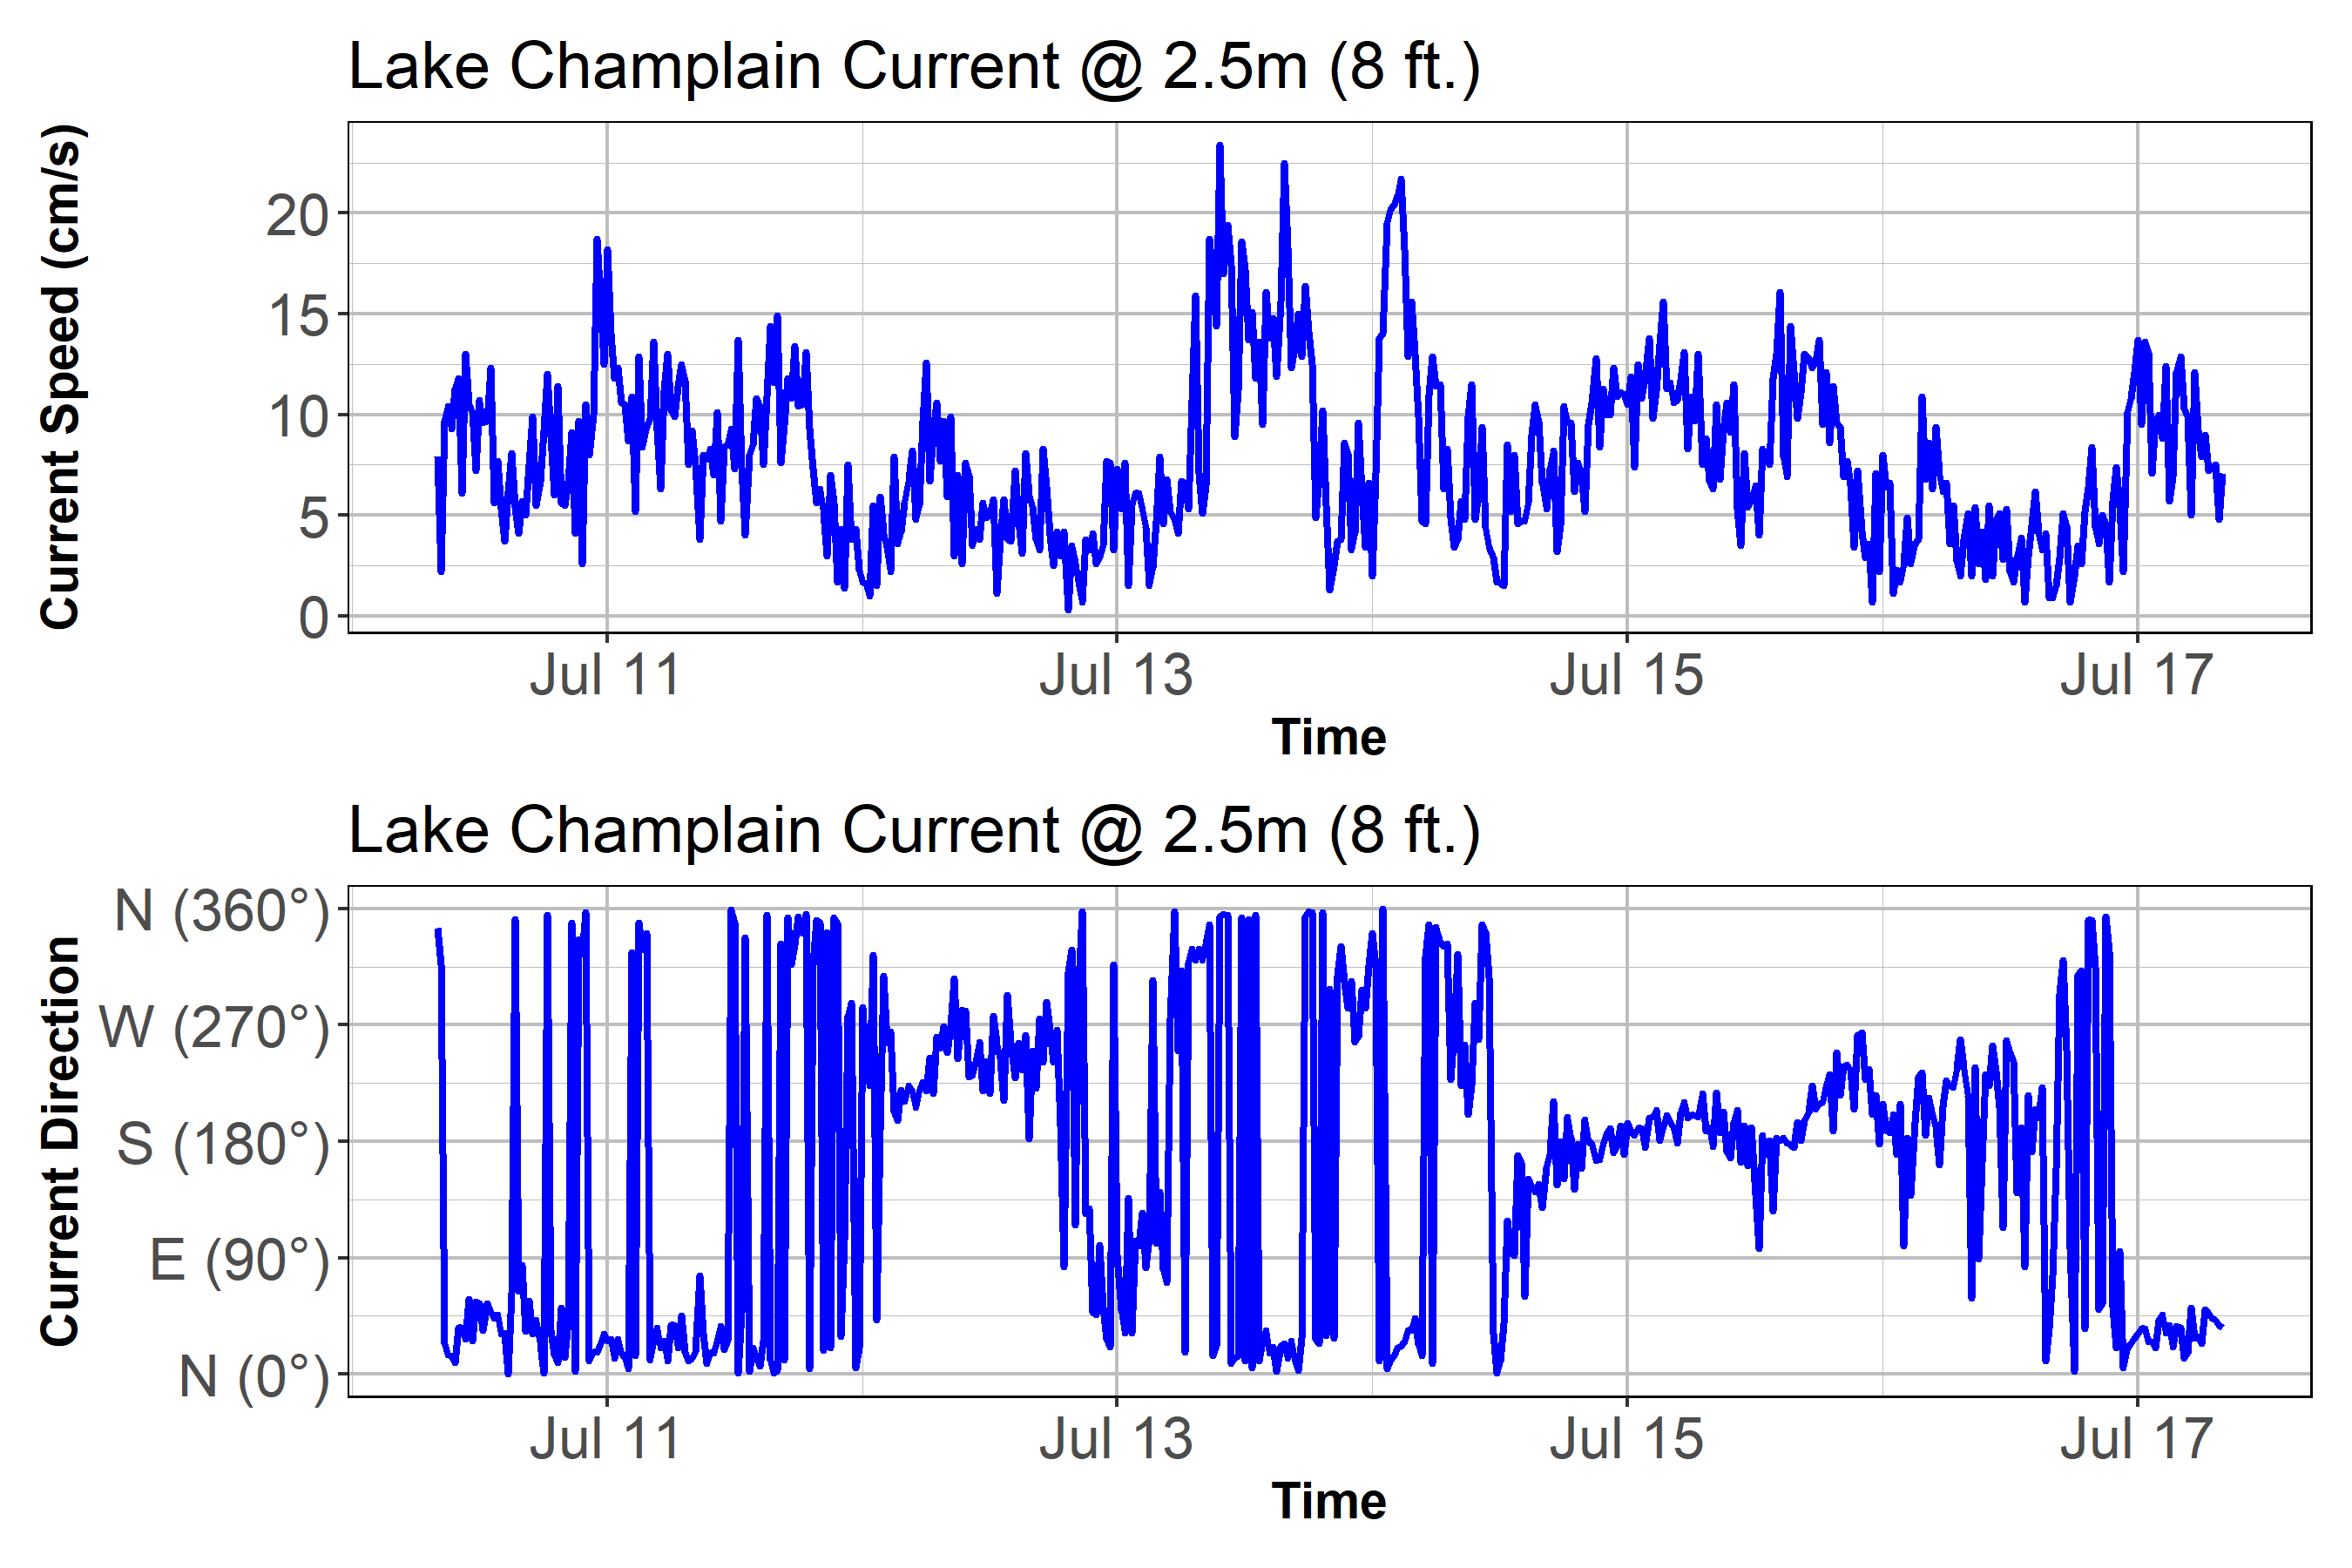 Lake Champlain Current @ 2.5m (8 ft.)
Current Speed (cm/s)
20
15
10
5
0
Jul 11 Jul 13 Jul 15 Jul 17
Time
Lake Champlain Current @ 2.5m (8 ft.)
Current Direction
N (360°)
W (270°)
S (180°)
E (90°)
N (0°)
Jul 11 Jul 13 Jul 15 Jul 17
Time